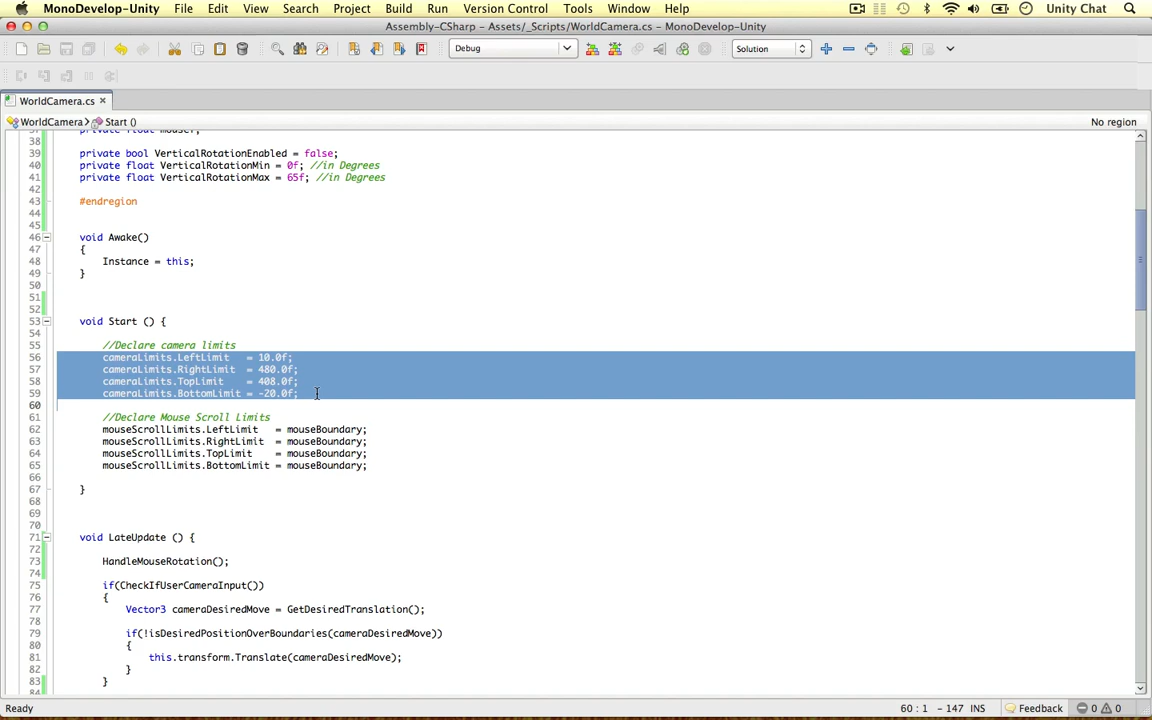 MonoDevelop-Unity File Edit View Search Project Build Run Version Control Tools Window Help Unity Chat
Assembly-CSharp - Assets/_Scripts/WorldCamera.cs - MonoDevelop-Unity
Debug Solution
WorldCamera.cs ×
WorldCamera Start () No region
37 private float mouseY;
38
39 private bool VerticalRotationEnabled = false;
40 private float VerticalRotationMin = 0f; //in Degrees
41 private float VerticalRotationMax = 65f; //in Degrees
42
43 #endregion
44
45
46 void Awake()
47 {
48 Instance = this;
49 }
50
51
52
53 void Start () {
54
55 //Declare camera limits
56 cameraLimits.LeftLimit = 10.0f;
57 cameraLimits.RightLimit = 480.0f;
58 cameraLimits.TopLimit = 408.0f;
59 cameraLimits.BottomLimit = -20.0f;
60
61 //Declare Mouse Scroll Limits
62 mouseScrollLimits.LeftLimit = mouseBoundary;
63 mouseScrollLimits.RightLimit = mouseBoundary;
64 mouseScrollLimits.TopLimit = mouseBoundary;
65 mouseScrollLimits.BottomLimit = mouseBoundary;
66
67 }
68
69
70
71 void LateUpdate () {
72
73 HandleMouseRotation();
74
75 if(CheckIfUserCameraInput())
76 {
77 Vector3 cameraDesiredMove = GetDesiredTranslation();
78
79 if(!isDesiredPositionOverBoundaries(cameraDesiredMove))
80 {
81 this.transform.Translate(cameraDesiredMove);
82 }
83 }
84
Ready 60 : 1 - 147 INS Feedback 0 0